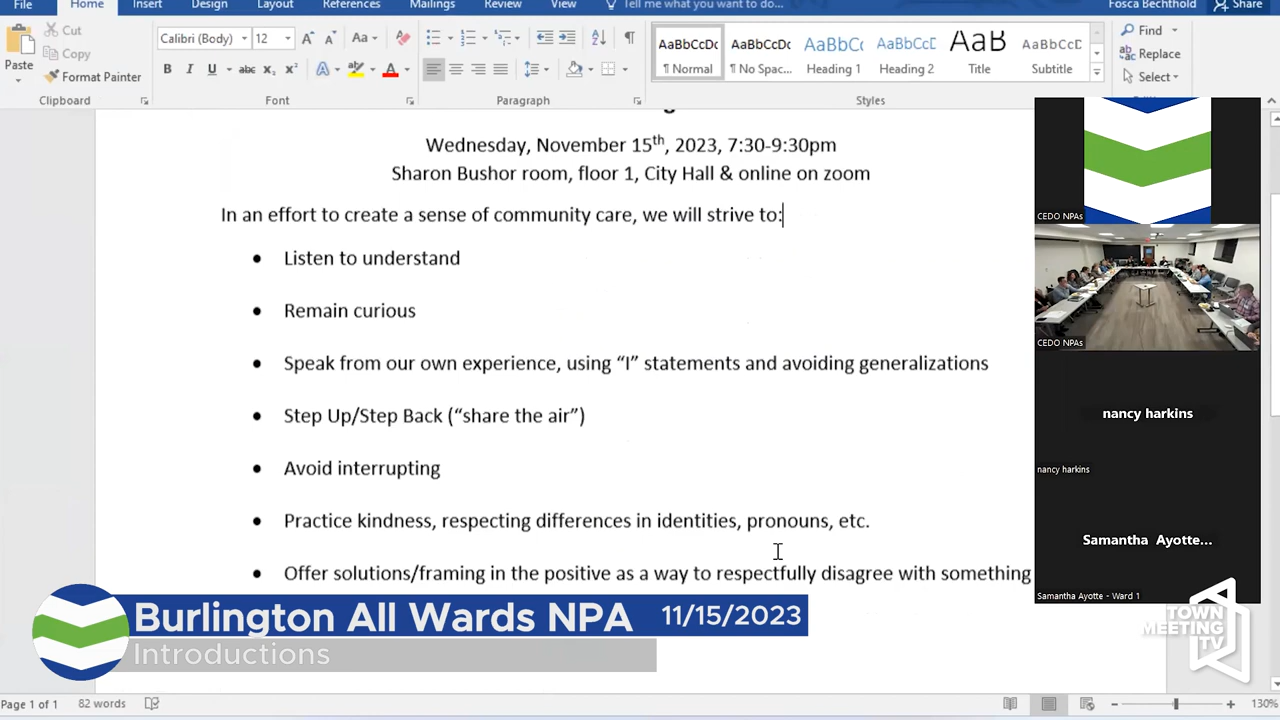 File Home Insert Design Layout References Mailings Review View Tell me what you want to do... Fosca Bechthold Share
Cut
Copy
Paste
Format Painter
Calibri (Body) 12
Aa
B I U abc x₂ x² A A
AaBbCcDc AaBbCcDc AaBbCc AaBbCcD AaB AaBbCcD
¶ Normal ¶ No Spac... Heading 1 Heading 2 Title Subtitle
Find
Replace
Select
Clipboard Font Paragraph Styles
Wednesday, November 15th, 2023, 7:30-9:30pm
Sharon Bushor room, floor 1, City Hall & online on zoom
In an effort to create a sense of community care, we will strive to:
• Listen to understand
• Remain curious
• Speak from our own experience, using “I” statements and avoiding generalizations
• Step Up/Step Back (“share the air”)
• Avoid interrupting
• Practice kindness, respecting differences in identities, pronouns, etc.
• Offer solutions/framing in the positive as a way to respectfully disagree with something
CEDO NPAs
CEDO NPAs
nancy harkins
nancy harkins
Samantha Ayotte...
Samantha Ayotte - Ward 1
Burlington All Wards NPA 11/15/2023
Introductions
TOWN
MEETING
TV
Page 1 of 1 82 words 130%